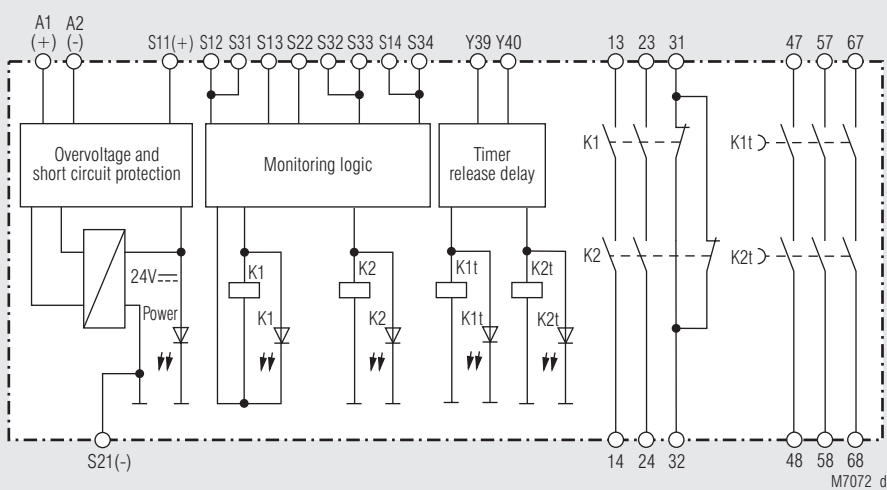 A1 A2
(+) (-) S11(+) S12 S31 S13 S22 S32 S33 S14 S34 Y39 Y40 13 23 31 47 57 67
Overvoltage and
short circuit protection
Monitoring logic
Timer
release delay
K1
K1t
24V
K1
K2
K1t
K2t
K2
K2t
Power
K1
K2
K1t
K2t
S21(-)
14 24 32 48 58 68
M7072_d